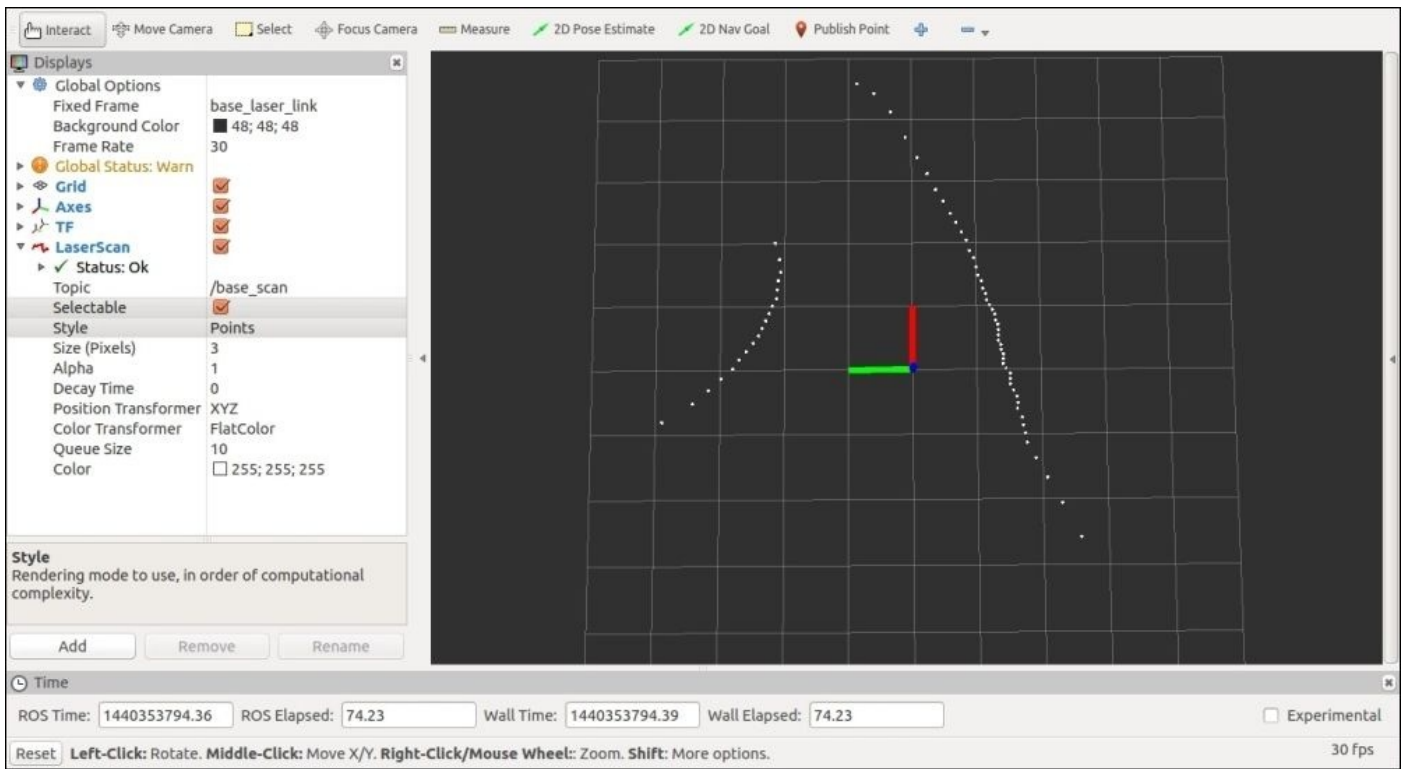 Interact Move Camera Select Focus Camera Measure 2D Pose Estimate 2D Nav Goal Publish Point
Displays
Global Options
Fixed Frame base_laser_link
Background Color 48; 48; 48
Frame Rate 30
Global Status: Warn
Grid
Axes
TF
LaserScan
Status: Ok
Topic /base_scan
Selectable
Style Points
Size (Pixels) 3
Alpha 1
Decay Time 0
Position Transformer XYZ
Color Transformer FlatColor
Queue Size 10
Color 255; 255; 255
Style
Rendering mode to use, in order of computational
complexity.
Add Remove Rename
Time
ROS Time: 1440353794.36 ROS Elapsed: 74.23 Wall Time: 1440353794.39 Wall Elapsed: 74.23 Experimental
Reset Left-Click: Rotate. Middle-Click: Move X/Y. Right-Click/Mouse Wheel:: Zoom. Shift: More options. 30 fps